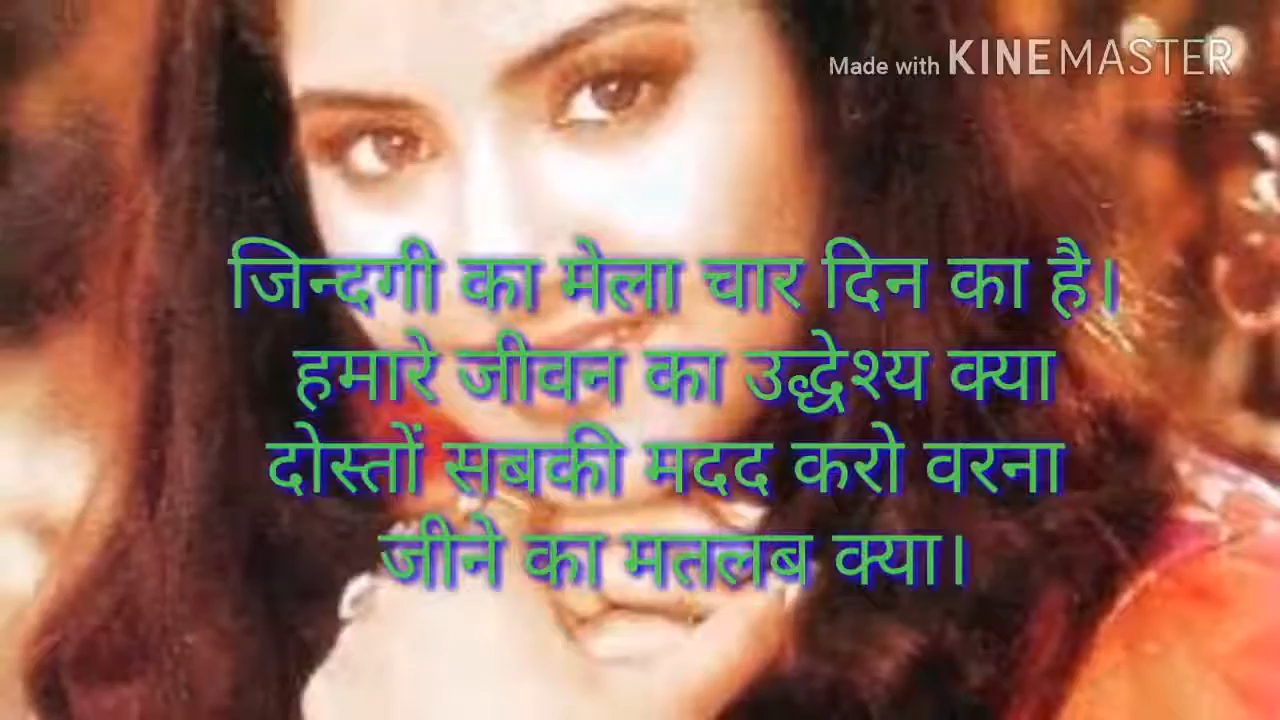 Made with KINEMASTER
जिन्दगी का मेला चार दिन का है।
हमारे जीवन का उद्धेश्य क्या
दोस्तों सबकी मदद करो वरना
जीने का मतलब क्या।